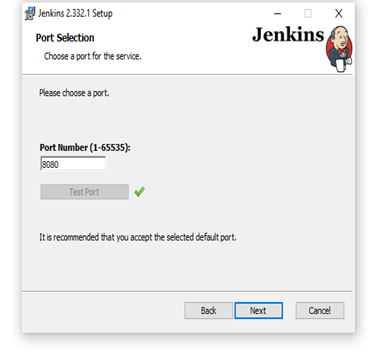 Jenkins 2.332.1 Setup
Port Selection
Choose a port for the service.
Jenkins
Please choose a port.
Port Number (1-65535):
8080
Test Port
It is recommended that you accept the selected default port.
Back Next Cancel